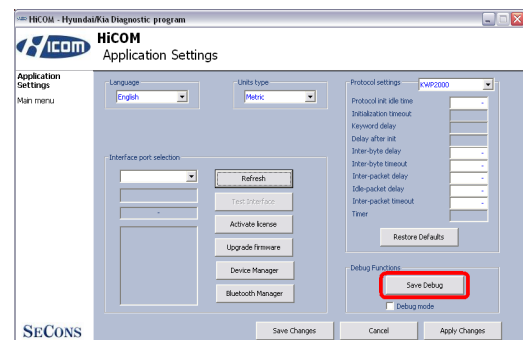 HiCOM - Hyundai/Kia Diagnostic program
HICOM
HiCOM
Application Settings
Application
Settings
Main menu
Language
English
Units type
Metric
Protocol settings
KWP2000
Protocol init idle time
-
Initialization timeout
Keyword delay
Delay after init
Inter-byte delay
-
Inter-byte timeout
-
Inter-packet delay
-
Idle-packet delay
-
Inter-packet timeout
-
Timer
Restore Defaults
Interface port selection
Refresh
Test Interface
-
Activate license
Upgrade firmware
Device Manager
Bluetooth Manager
Debug Functions
Save Debug
Debug mode
SECONS
Save Changes
Cancel
Apply Changes